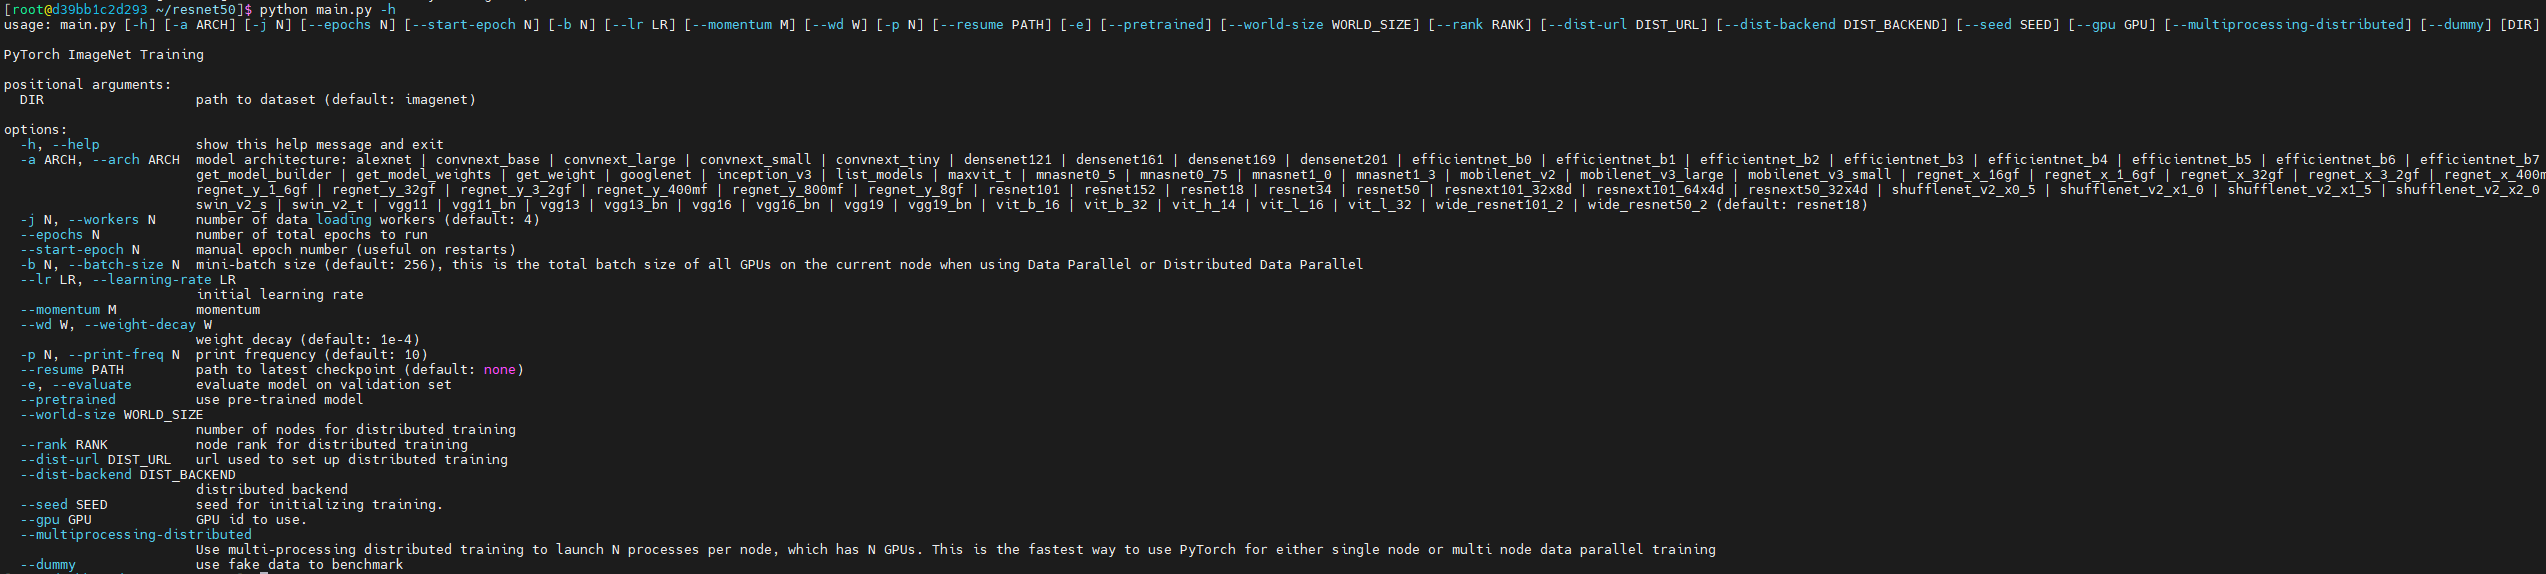 [root@d39bb1c2d293 ~/resnet50]$ python main.py -h
usage: main.py [-h] [-a ARCH] [-j N] [--epochs N] [--start-epoch N] [-b N] [--lr LR] [--momentum M] [--wd W] [-p N] [--resume PATH] [-e] [--pretrained] [--world-size WORLD_SIZE] [--rank RANK] [--dist-url DIST_URL] [--dist-backend DIST_BACKEND] [--seed SEED] [--gpu GPU] [--multiprocessing-distributed] [--dummy] [DIR]
PyTorch ImageNet Training
positional arguments:
DIR path to dataset (default: imagenet)
options:
-h, --help show this help message and exit
-a ARCH, --arch ARCH model architecture: alexnet | convnext_base | convnext_large | convnext_small | convnext_tiny | densenet121 | densenet161 | densenet169 | densenet201 | efficientnet_b0 | efficientnet_b1 | efficientnet_b2 | efficientnet_b3 | efficientnet_b4 | efficientnet_b5 | efficientnet_b6 | efficientnet_b7
get_model_builder | get_model_weights | get_weight | googlenet | inception_v3 | list_models | maxvit_t | mnasnet0_5 | mnasnet0_75 | mnasnet1_0 | mnasnet1_3 | mobilenet_v2 | mobilenet_v3_large | mobilenet_v3_small | regnet_x_16gf | regnet_x_1_6gf | regnet_x_32gf | regnet_x_3_2gf | regnet_x_400m
regnet_y_1_6gf | regnet_y_32gf | regnet_y_3_2gf | regnet_y_400mf | regnet_y_800mf | regnet_y_8gf | resnet101 | resnet152 | resnet18 | resnet34 | resnet50 | resnext101_32x8d | resnext101_64x4d | resnext50_32x4d | shufflenet_v2_x0_5 | shufflenet_v2_x1_0 | shufflenet_v2_x1_5 | shufflenet_v2_x2_0
swin_v2_s | swin_v2_t | vgg11 | vgg11_bn | vgg13 | vgg13_bn | vgg16 | vgg16_bn | vgg19 | vgg19_bn | vit_b_16 | vit_b_32 | vit_h_14 | vit_l_16 | vit_l_32 | wide_resnet101_2 | wide_resnet50_2 (default: resnet18)
-j N, --workers N number of data loading workers (default: 4)
--epochs N number of total epochs to run
--start-epoch N manual epoch number (useful on restarts)
-b N, --batch-size N mini-batch size (default: 256), this is the total batch size of all GPUs on the current node when using Data Parallel or Distributed Data Parallel
--lr LR, --learning-rate LR
initial learning rate
--momentum M momentum
--wd W, --weight-decay W
weight decay (default: 1e-4)
-p N, --print-freq N print frequency (default: 10)
--resume PATH path to latest checkpoint (default: none)
-e, --evaluate evaluate model on validation set
--pretrained use pre-trained model
--world-size WORLD_SIZE
number of nodes for distributed training
--rank RANK node rank for distributed training
--dist-url DIST_URL url used to set up distributed training
--dist-backend DIST_BACKEND
distributed backend
--seed SEED seed for initializing training.
--gpu GPU GPU id to use.
--multiprocessing-distributed
Use multi-processing distributed training to launch N processes per node, which has N GPUs. This is the fastest way to use PyTorch for either single node or multi node data parallel training
--dummy use fake data to benchmark